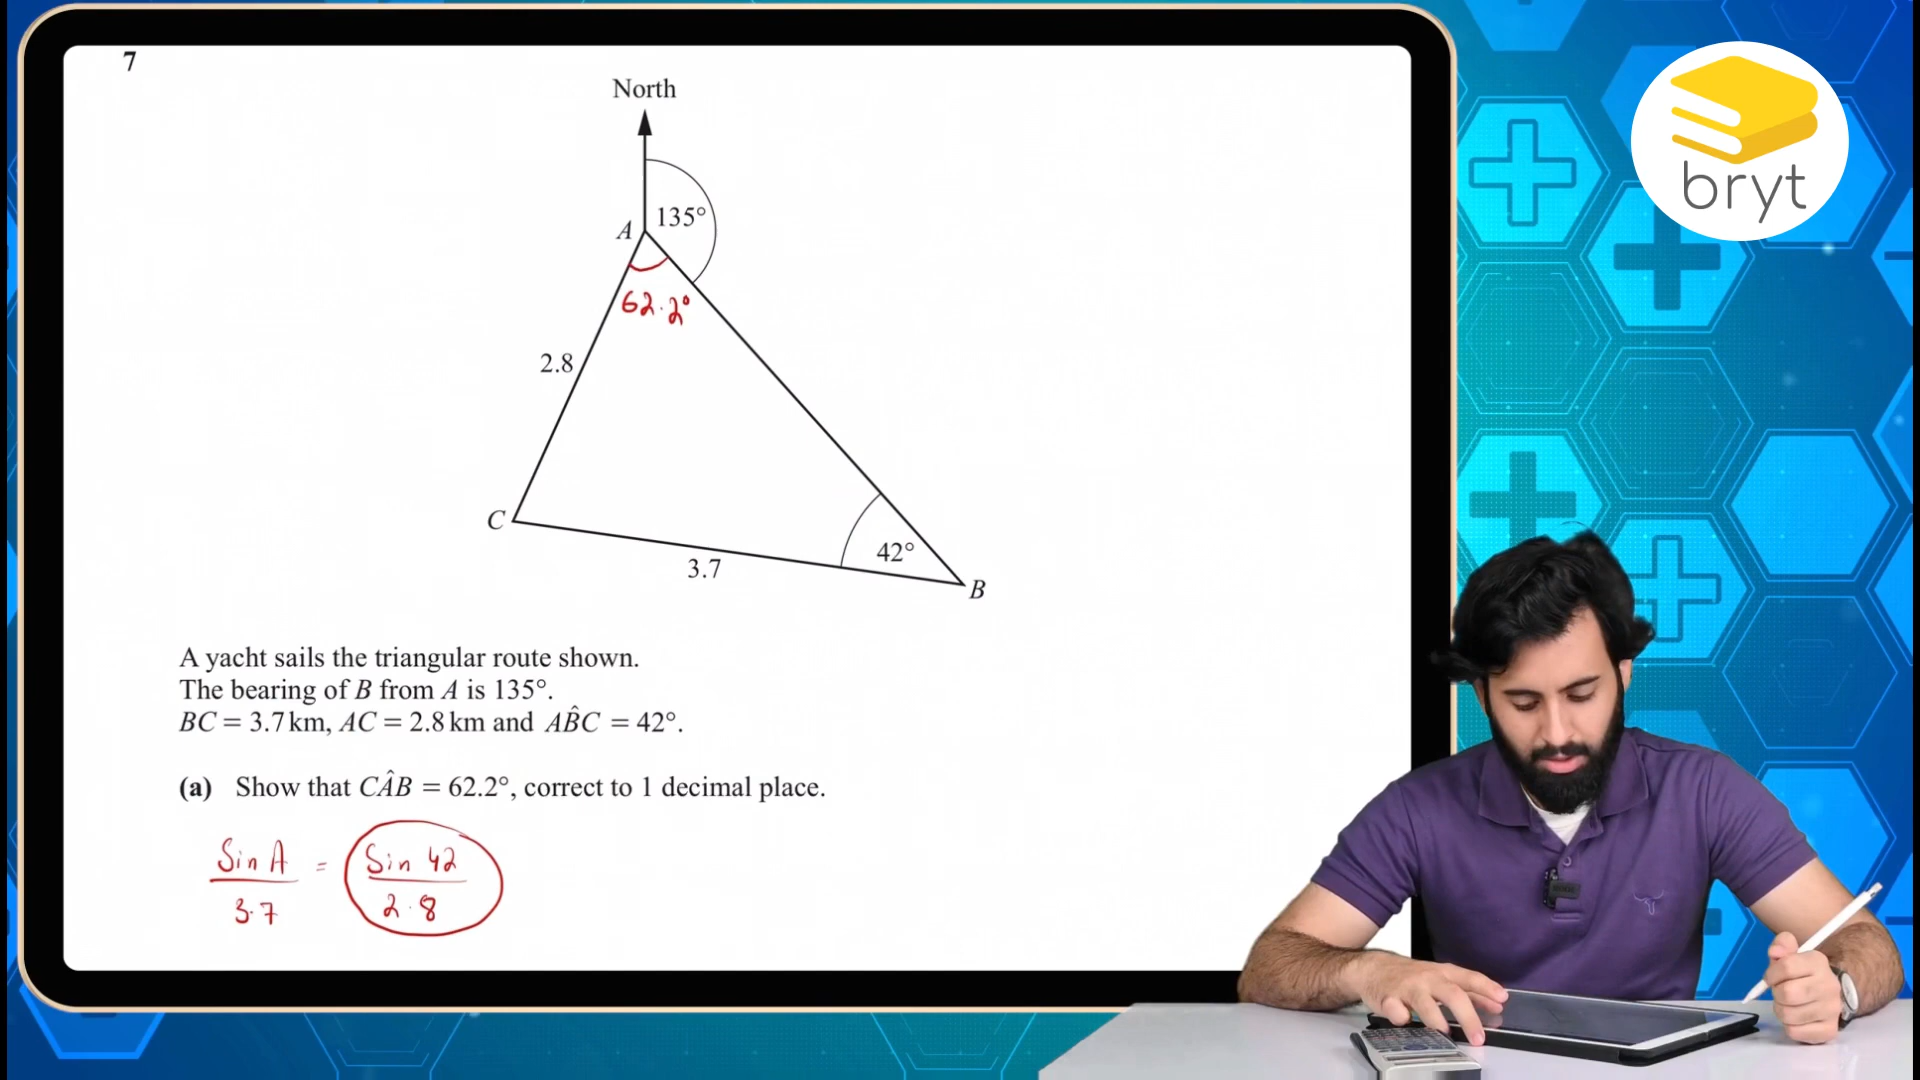 7
North
135°
A
62.2°
2.8
C
42°
3.7
B
A yacht sails the triangular route shown.
The bearing of B from A is 135°.
BC = 3.7 km, AC = 2.8 km and AB̂C = 42°.
(a) Show that CÂB = 62.2°, correct to 1 decimal place.
Sin A = Sin 42
3.7 2.8
bryt